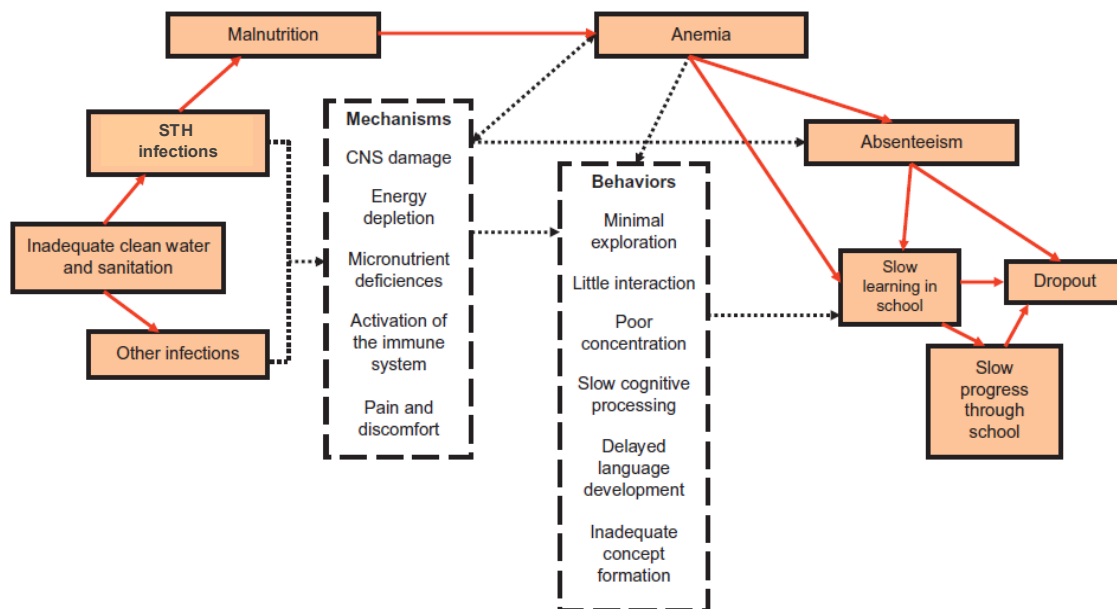 Malnutrition
Anemia
STH
infections
Mechanisms
CNS damage
Energy
depletion
Micronutrient
deficiences
Activation of
the immune
system
Pain and
discomfort
Absenteeism
Behaviors
Minimal
exploration
Little interaction
Poor
concentration
Slow cognitive
processing
Delayed
language
development
Inadequate
concept
formation
Inadequate clean water
and sanitation
Other infections
Slow
learning in
school
Dropout
Slow
progress
through
school